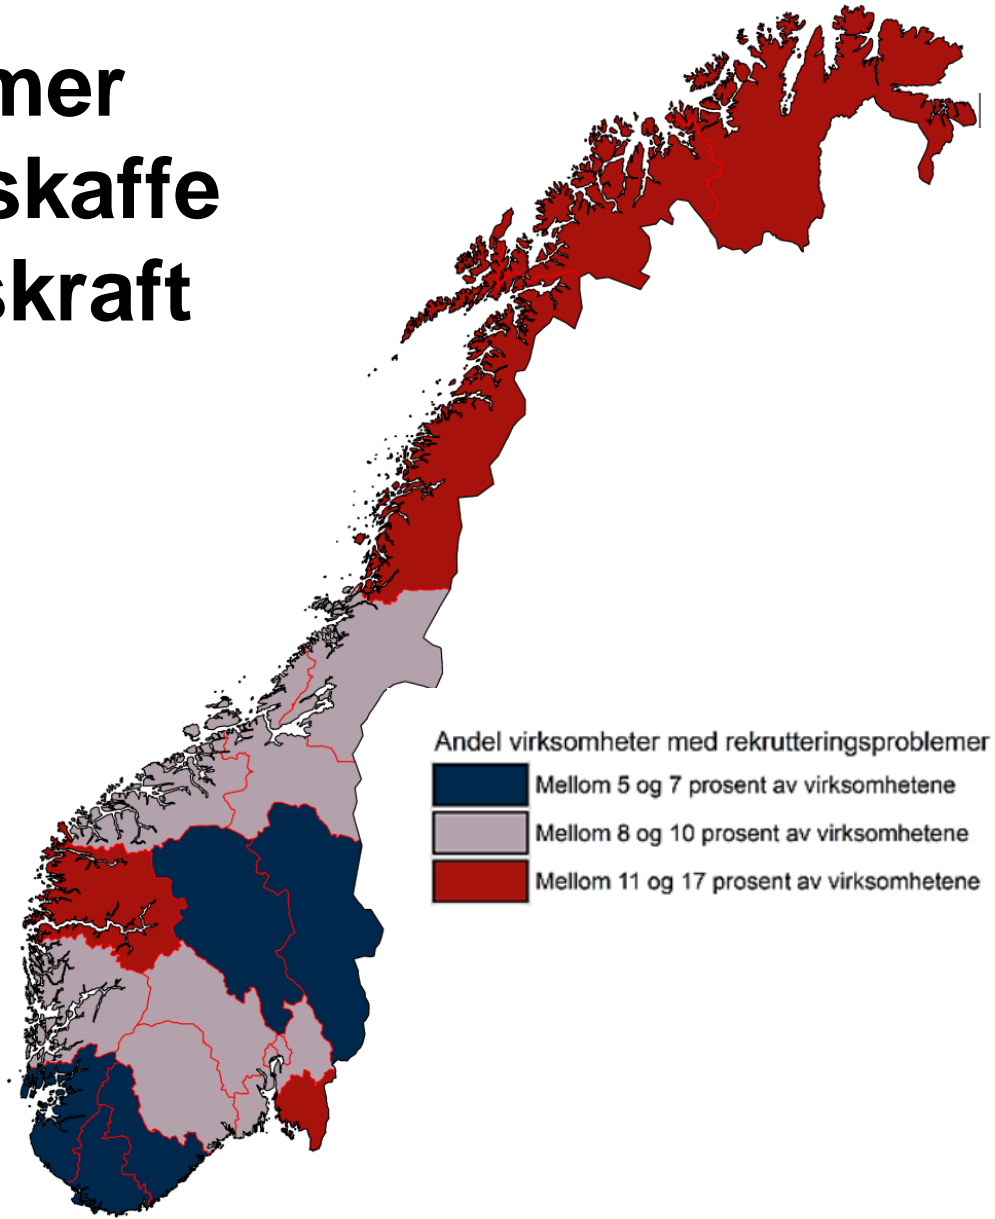 mer
skaffe
skraft
Andel virksomheter med rekrutteringsproblemer
Mellom 5 og 7 prosent av virksomhetene
Mellom 8 og 10 prosent av virksomhetene
Mellom 11 og 17 prosent av virksomhetene